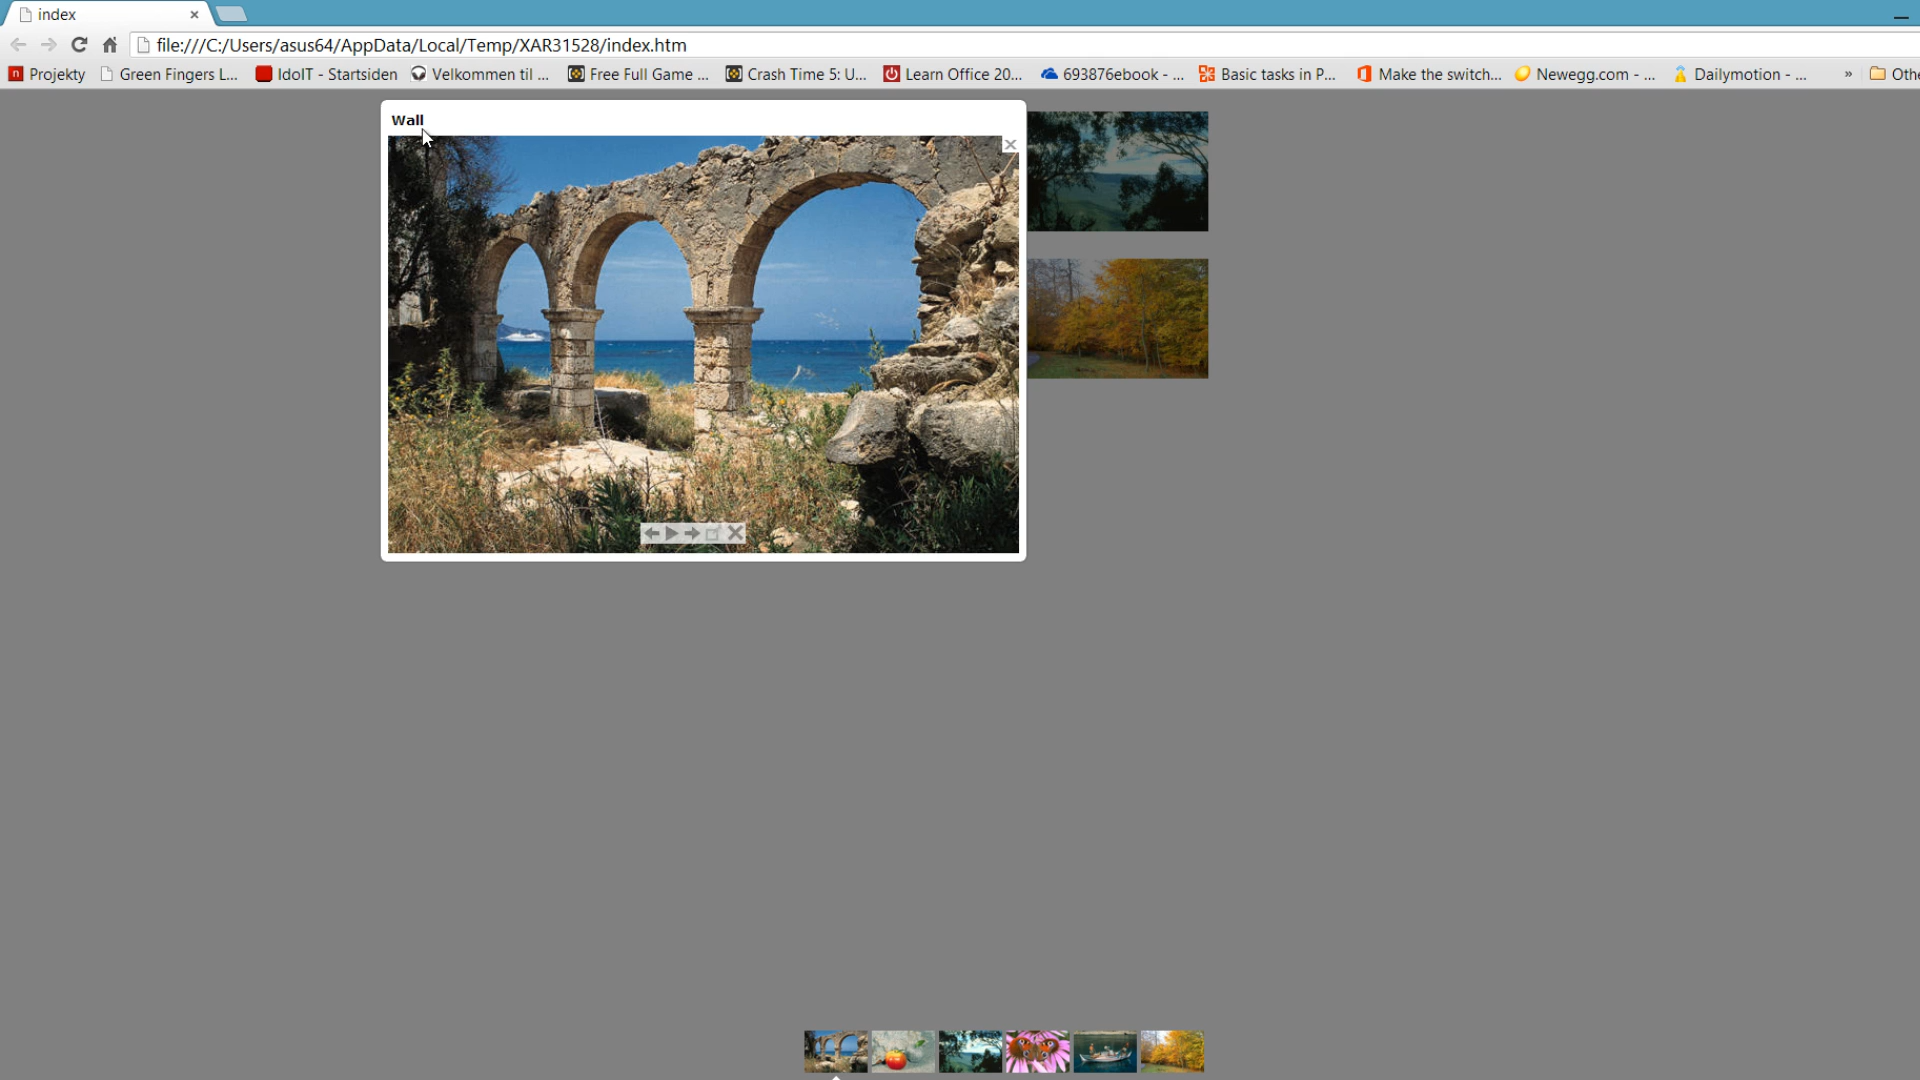 index
file:///C:/Users/asus64/AppData/Local/Temp/XAR31528/index.htm
Projekty Green Fingers L... IdoIT - Startsiden Velkommen til ... Free Full Game ... Crash Time 5: U... Learn Office 20... 693876ebook - ... Basic tasks in P... Make the switch... Newegg.com - ... Dailymotion - ... » Othe
Wall